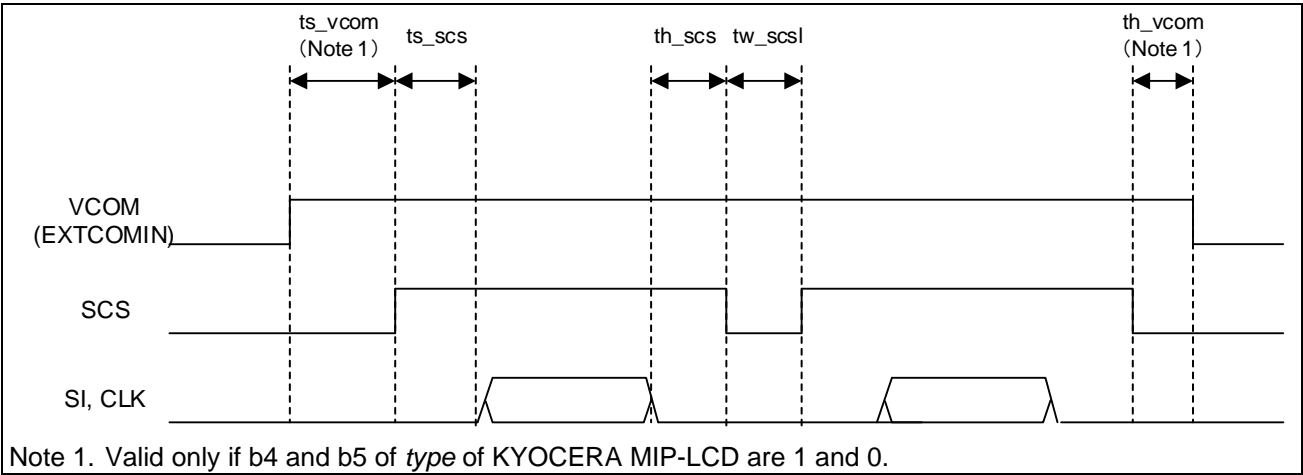 ts_vcom
（Note 1）
ts_scs
th_scs
tw_scsl
th_vcom
（Note 1）
VCOM
(EXTCOMIN)
SCS
SI, CLK
Note 1. Valid only if b4 and b5 of type of KYOCERA MIP-LCD are 1 and 0.